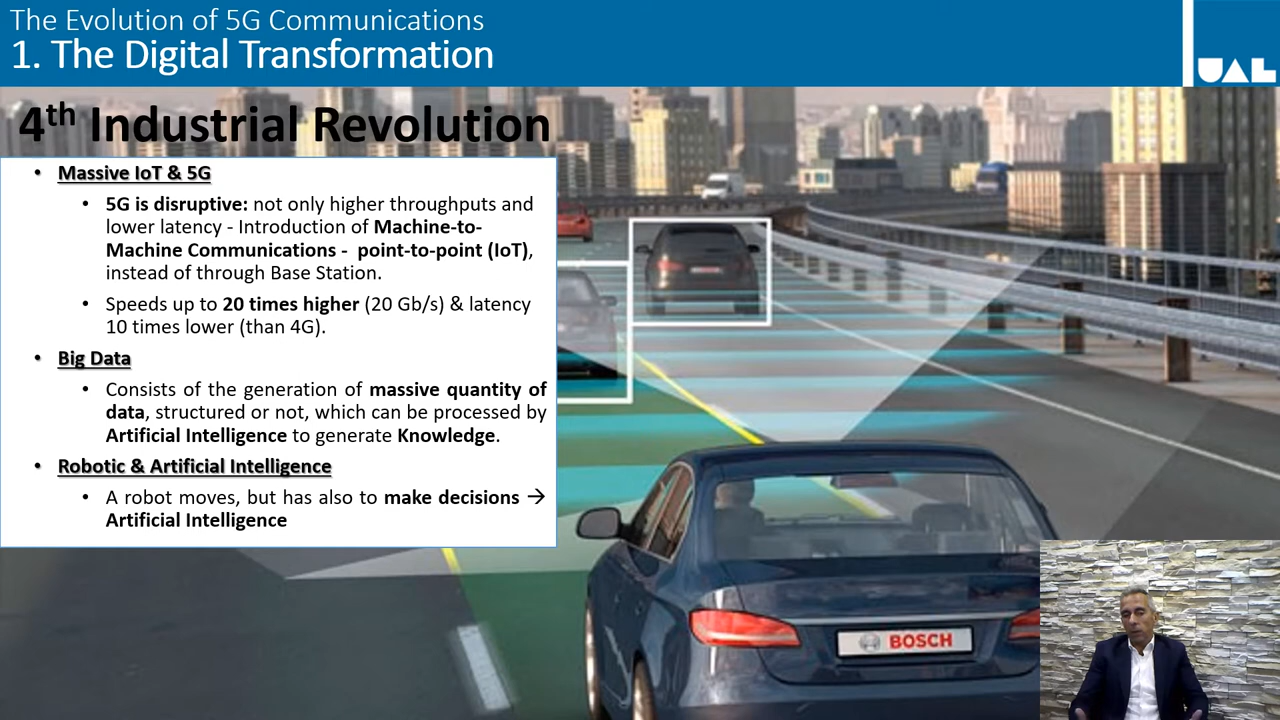 The Evolution of 5G Communications
1. The Digital Transformation
UAL
4th Industrial Revolution
• Massive IoT & 5G
• 5G is disruptive: not only higher throughputs and
lower latency - Introduction of Machine-to-
Machine Communications - point-to-point (IoT),
instead of through Base Station.
• Speeds up to 20 times higher (20 Gb/s) & latency
10 times lower (than 4G).
• Big Data
• Consists of the generation of massive quantity of
data, structured or not, which can be processed by
Artificial Intelligence to generate Knowledge.
• Robotic & Artificial Intelligence
• A robot moves, but has also to make decisions →
Artificial Intelligence
BOSCH